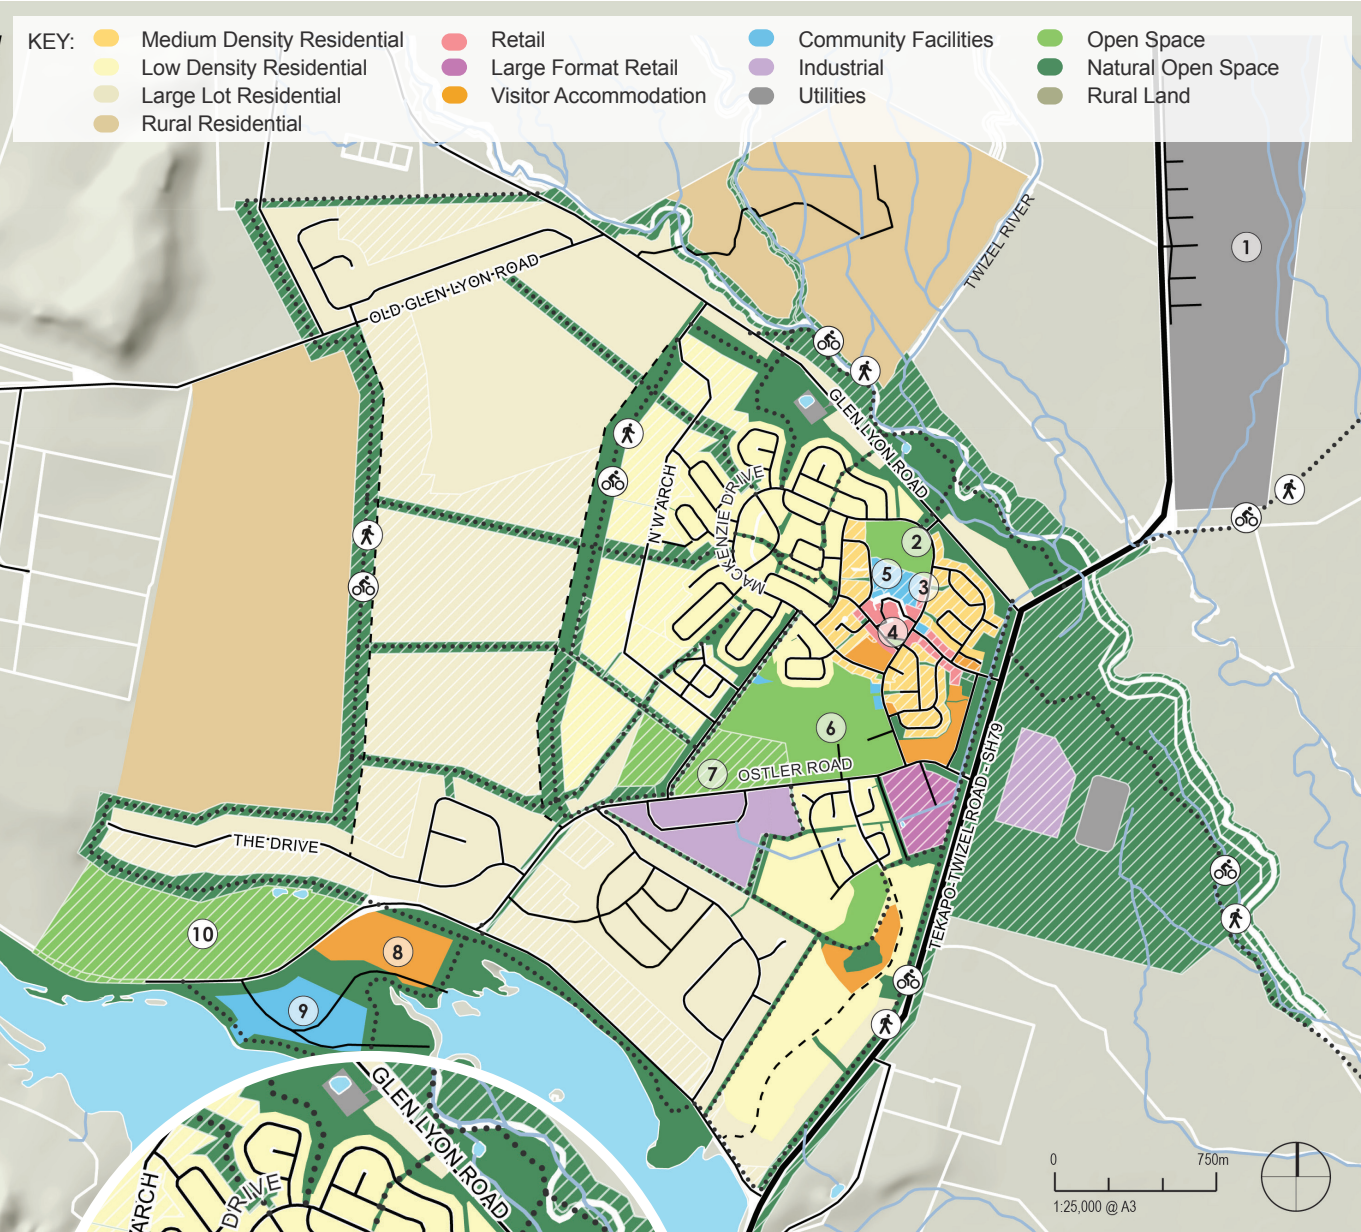 KEY:
Medium Density Residential
Low Density Residential
Large Lot Residential
Rural Residential
Retail
Large Format Retail
Visitor Accommodation
Community Facilities
Industrial
Utilities
Open Space
Natural Open Space
Rural Land
TWIZEL RIVER
1
OLD GLEN LYON ROAD
GLEN LYON ROAD
N.W ARCH
MACKENZIE DRIVE
2
5
3
4
6
7
OSTLER ROAD
TEKAPO-TWIZEL ROAD - SH79
THE DRIVE
10
8
9
GLEN LYON ROAD
ARCH
DRIVE
0
750m
1:25,000 @ A3